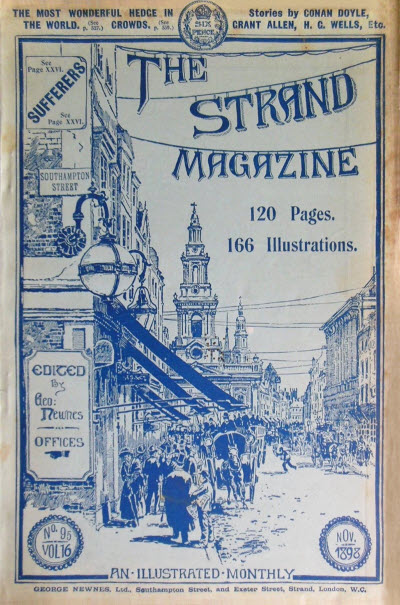 THE MOST WONDERFUL HEDGE IN THE WORLD. (See p. 585.) CROWDS. (See p. 509.)
SIX PENCE
Stories by CONAN DOYLE,
GRANT ALLEN, H. G. WELLS, Etc.
See
Page XXVI.
SUFFERERS
See
Page XXVI.
SOUTHAMPTON
STREET
THE
STRAND
MAGAZINE
120 Pages.
166 Illustrations.
EDITED
by
Geo:
Newnes
OFFICES
No. 95
VOL 16
NOV.
1898
AN·ILLUSTRATED·MONTHLY
GEORGE NEWNES, Ltd., Southampton Street, and Exeter Street, Strand, London, W.C.